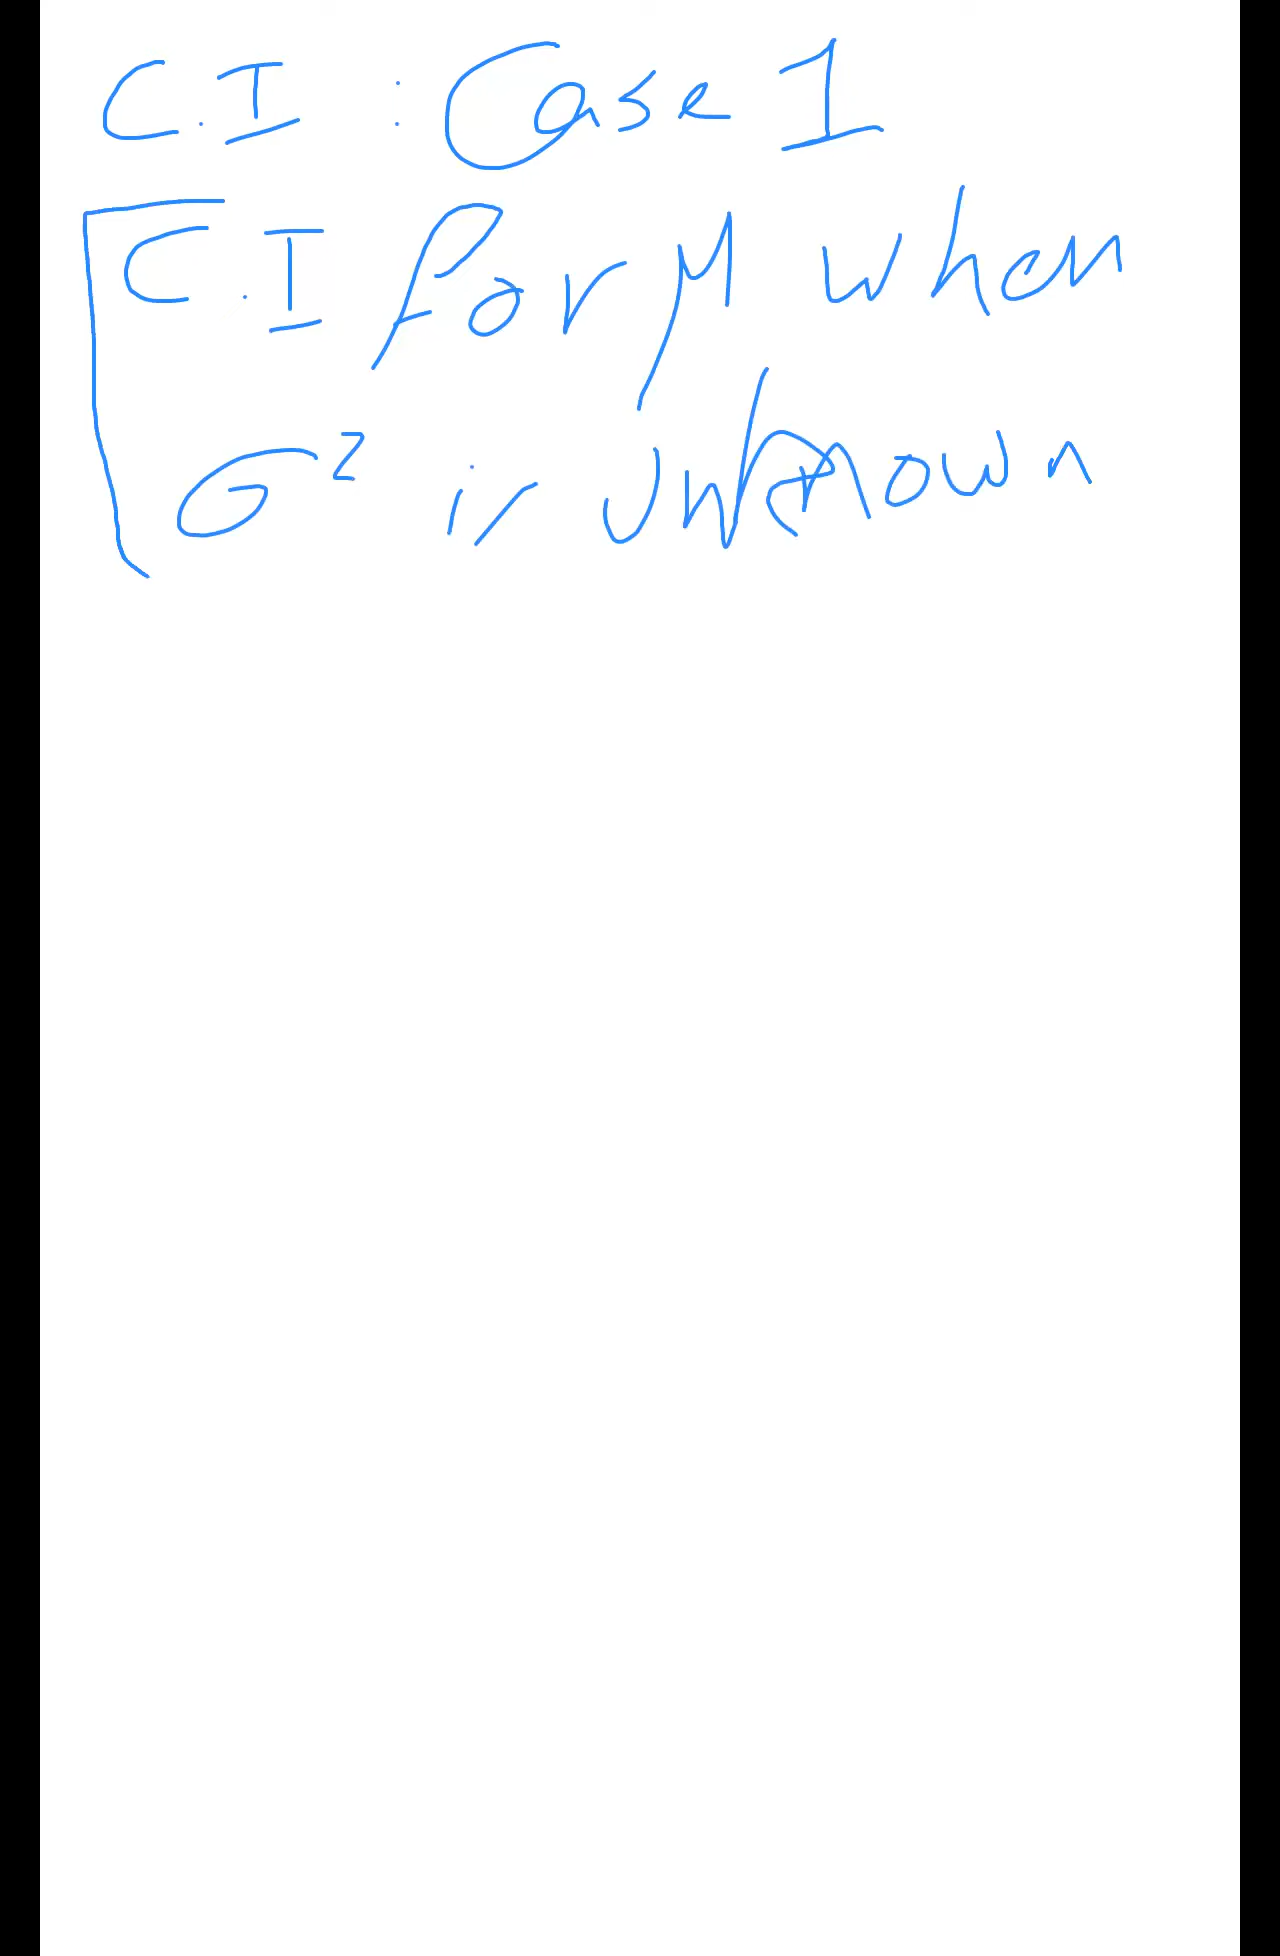 C.I : Case 1
C.I for μ when
σ² is unknown